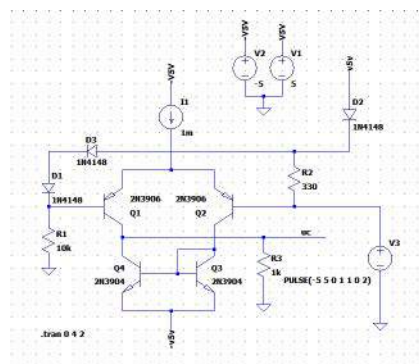 -V5V
V5V
V2
V1
-5
5
V5V
v5v
I1
1m
D2
1N4148
D3
1N4148
D1
1N4148
2N3906
2N3906
Q1
Q2
R2
330
R1
10k
uc
V3
Q4
2N3904
Q3
2N3904
R3
1k
PULSE(-5 5 0 1 1 0 2)
.tran 0 4 2
-v5v